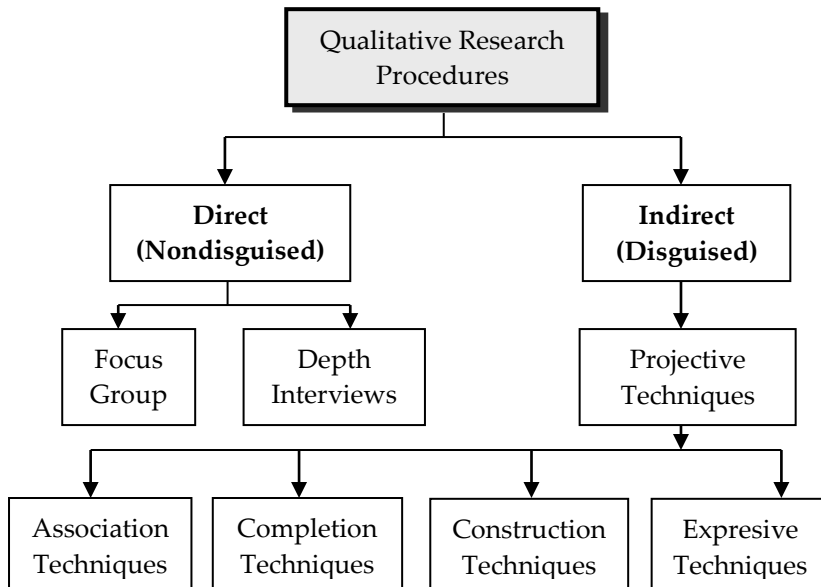 Qualitative Research
Procedures
Direct
(Nondisguised)
Indirect
(Disguised)
Focus
Group
Depth
Interviews
Projective
Techniques
Association
Techniques
Completion
Techniques
Construction
Techniques
Expresive
Techniques